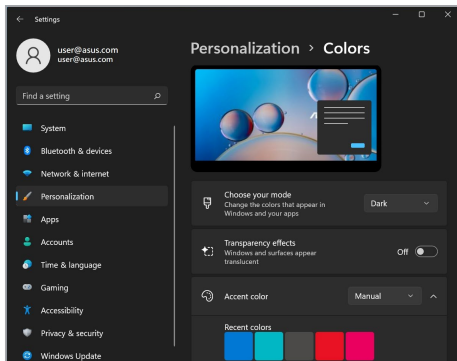 Settings
user@asus.com
user@asus.com
Find a setting
System
Bluetooth & devices
Network & internet
Personalization
Apps
Accounts
Time & language
Gaming
Accessibility
Privacy & security
Windows Update
Personalization > Colors
Choose your mode
Change the colors that appear in
Windows and your apps
Dark
Transparency effects
Windows and surfaces appear
translucent
Off
Accent color
Manual
Recent colors